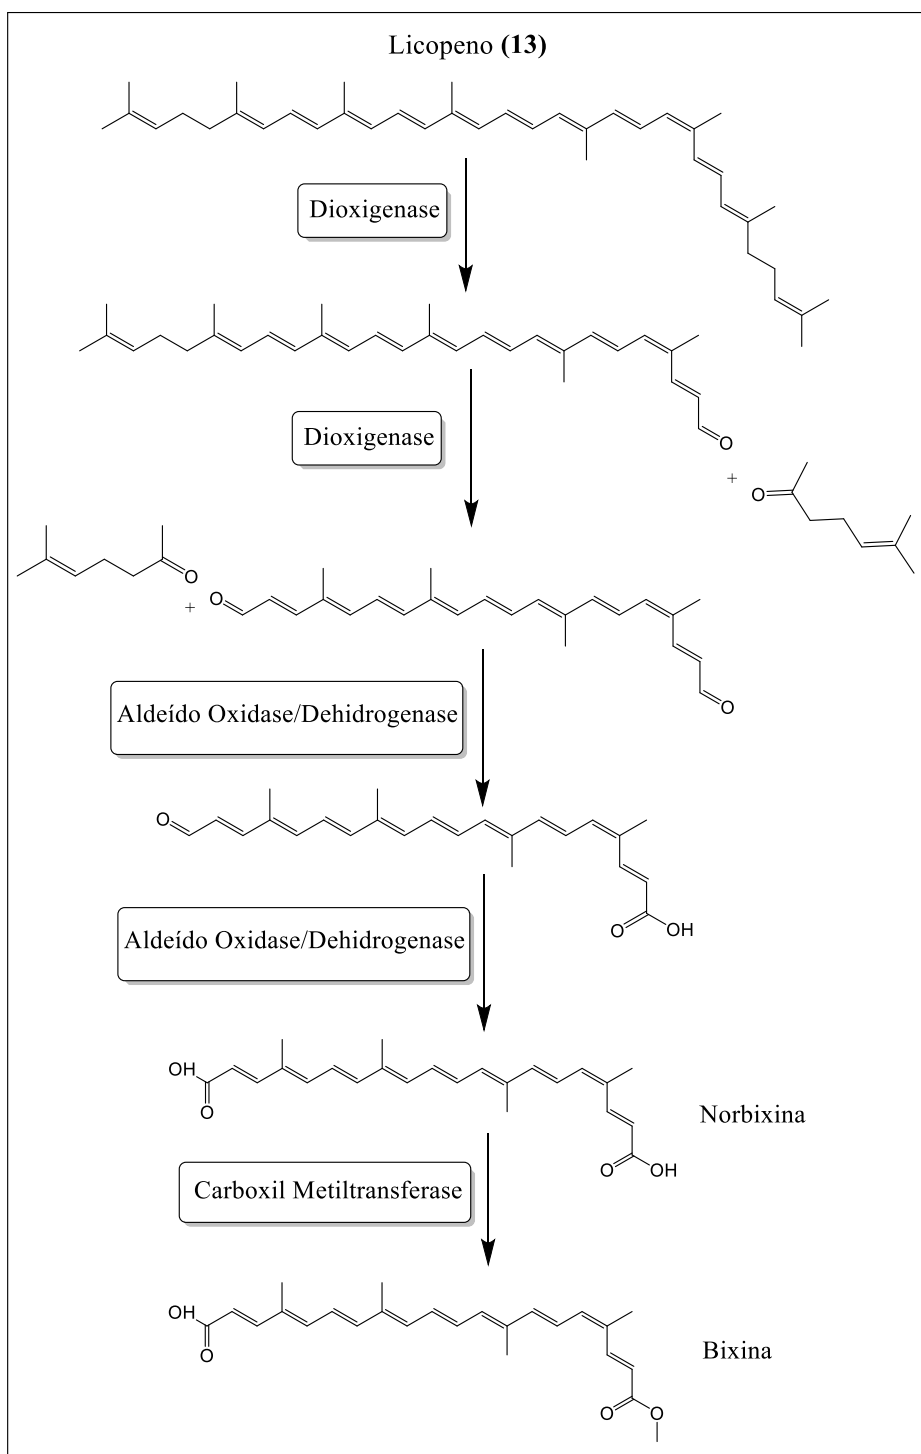 Licopeno (13)
Dioxigenase
Dioxigenase
O
+
O
+
O
O
Aldeído Oxidase/Dehidrogenase
O
O
OH
Aldeído Oxidase/Dehidrogenase
OH
O
Norbixina
O
OH
Carboxil Metiltransferase
OH
O
Bixina
O
O